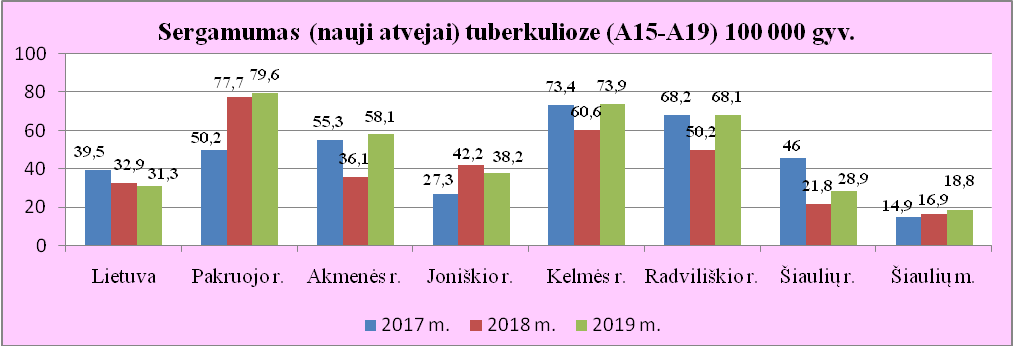 Sergamumas (nauji atvejai) tuberkulioze (A15-A19) 100 000 gyv.
100
80
60
40
20
0
39,5 32,9 31,3
50,2 77,7 79,6
55,3 36,1 58,1
27,3 42,2 38,2
73,4 60,6 73,9
68,2 50,2 68,1
46 21,8 28,9
14,9 16,9 18,8
Lietuva Pakruojo r. Akmenės r. Joniškio r. Kelmės r. Radviliškio r. Šiaulių r. Šiaulių m.
2017 m. 2018 m. 2019 m.